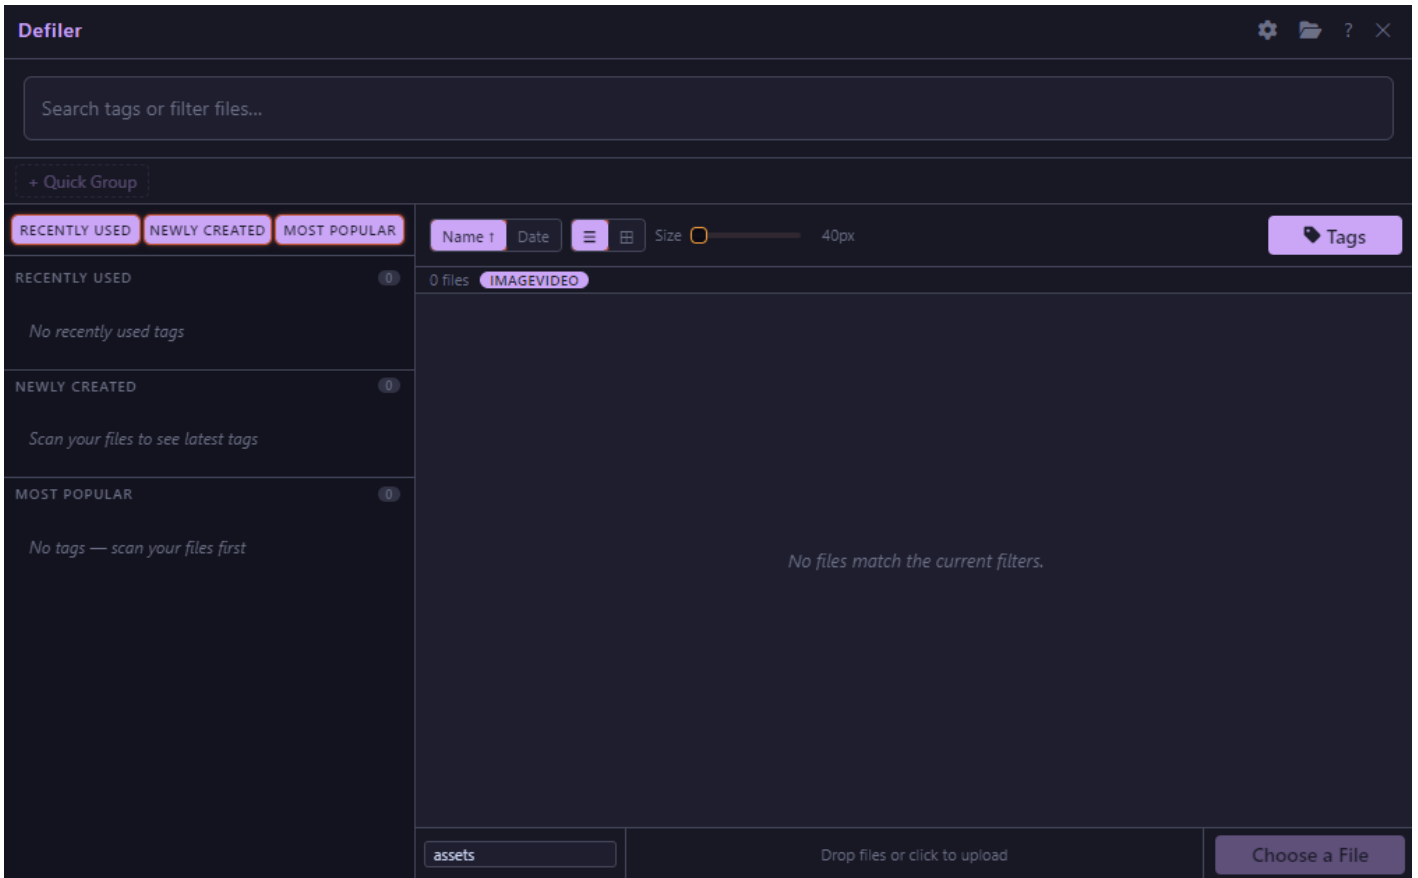 Defiler
?
Search tags or filter files...
+ Quick Group
RECENTLY USED NEWLY CREATED MOST POPULAR
Name ↑ Date Size 40px Tags
RECENTLY USED 0
0 files IMAGEVIDEO
No recently used tags
NEWLY CREATED 0
Scan your files to see latest tags
MOST POPULAR 0
No tags — scan your files first
No files match the current filters.
assets
Drop files or click to upload
Choose a File